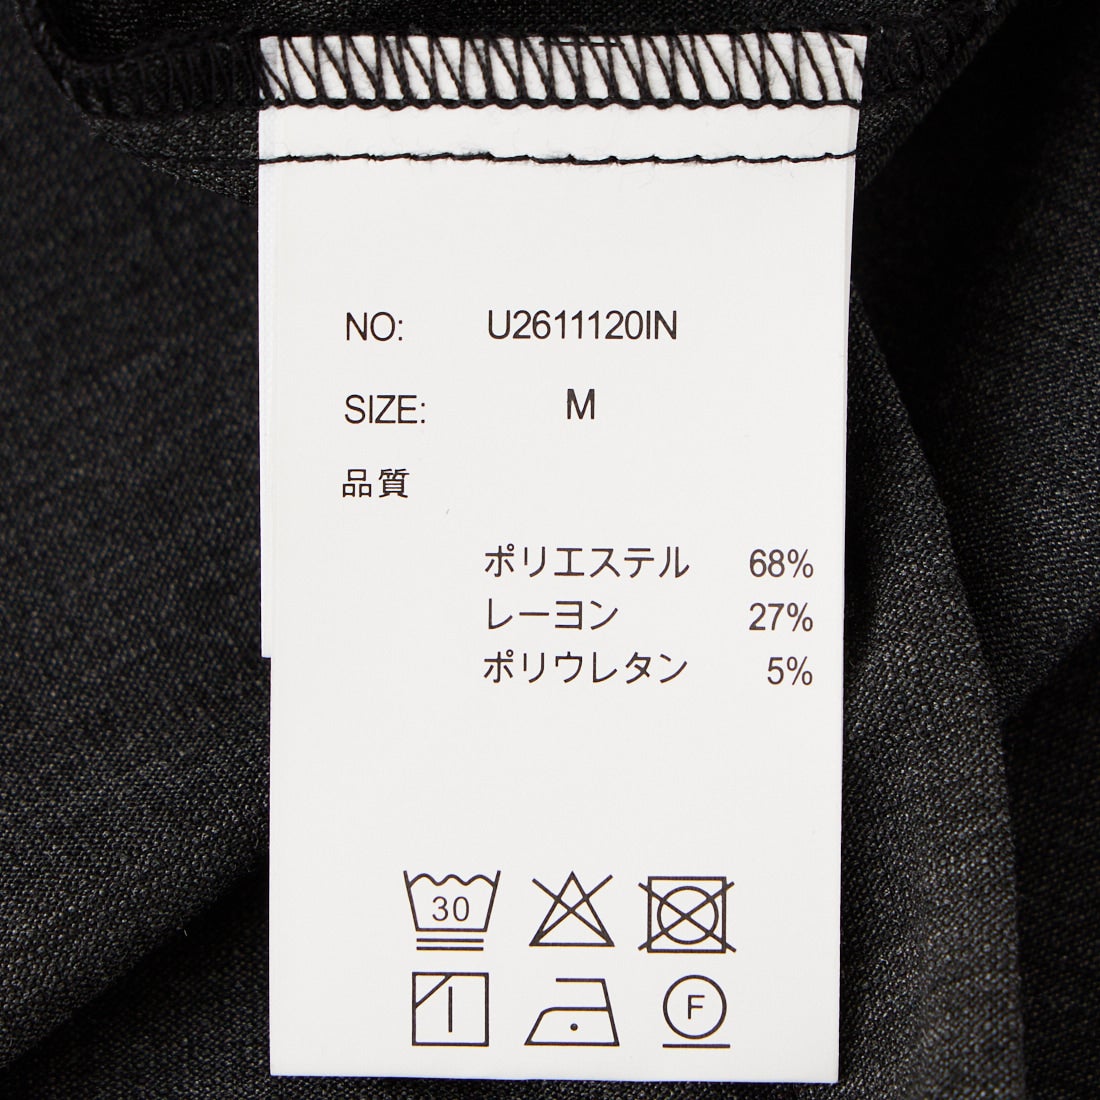 NO: U2611120IN
SIZE: M
品質
ポリエステル 68%
レーヨン 27%
ポリウレタン 5%
30
F